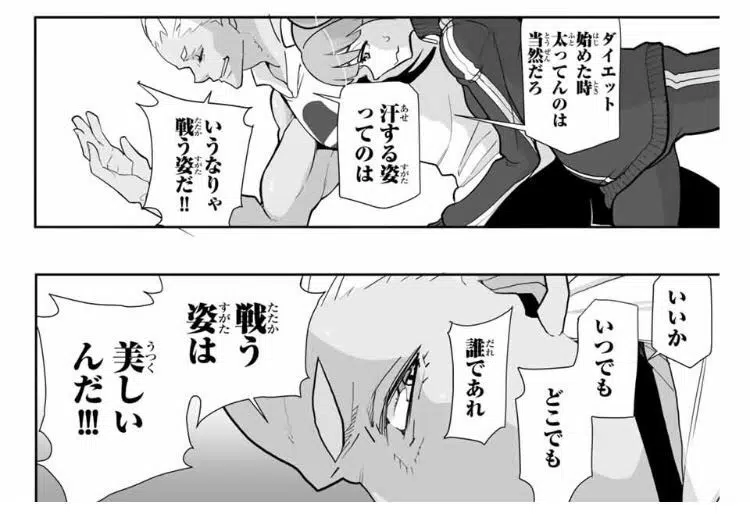 ダイエット
始めた時
太ってんのは
当然だろ
汗する姿
ってのは
いうなりゃ
戦う姿だ!!
いいか
いつでも
どこでも
誰であれ
戦う
姿は
美しい
んだ!!!